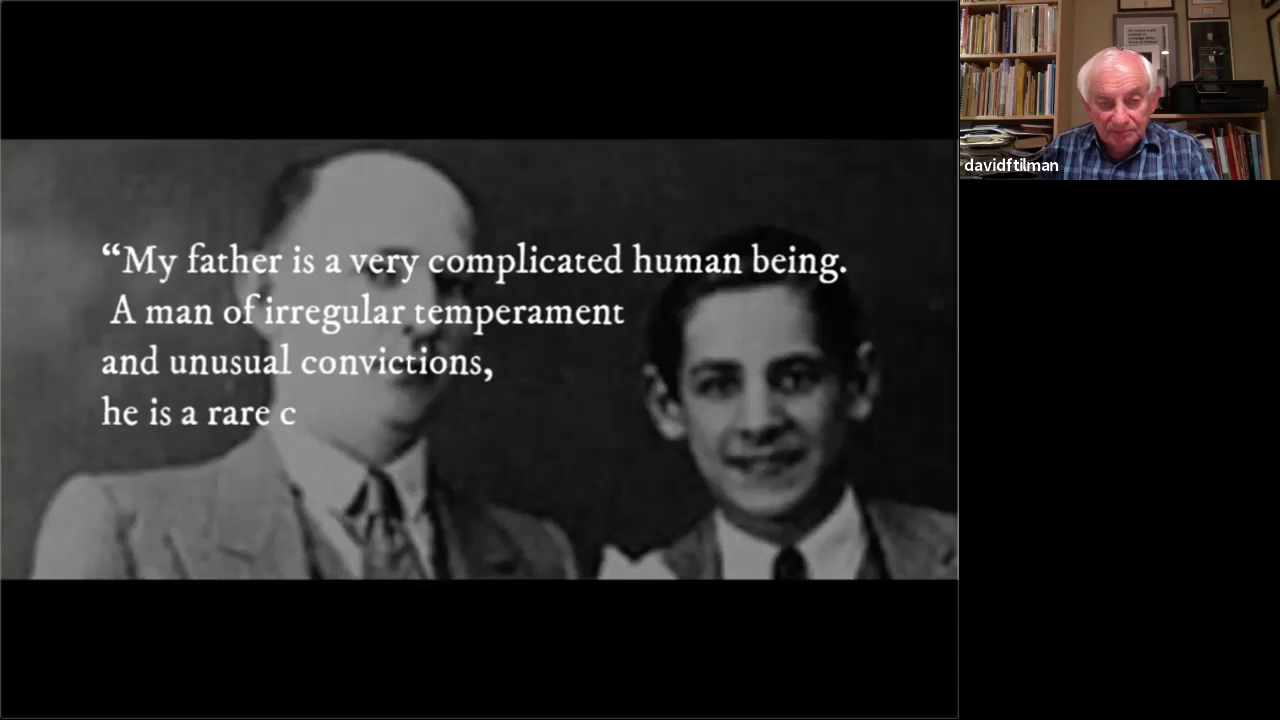 “My father is a very complicated human being.
A man of irregular temperament
and unusual convictions,
he is a rare c
davidftilman